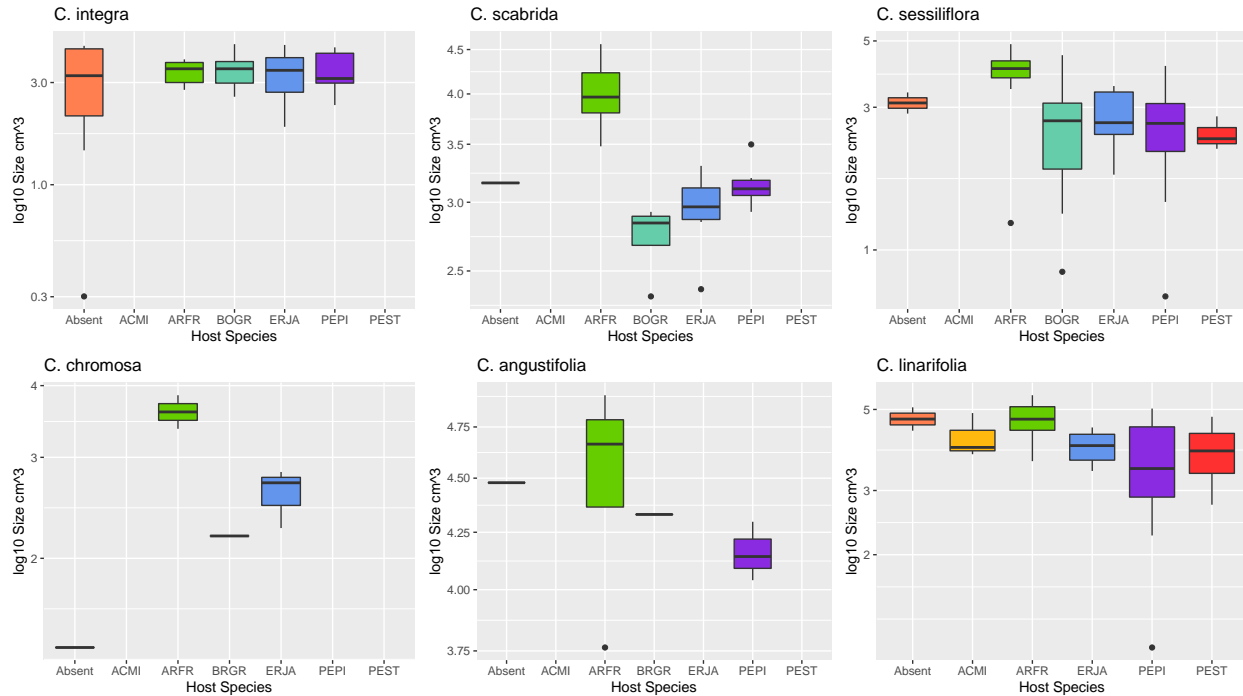 C. integra
log10 Size cm^3
3.0
1.0
0.3
Absent ACMI ARFR BOGR ERJA PEPI PEST
Host Species
C. scabrida
log10 Size cm^3
4.5
4.0
3.5
3.0
2.5
Absent ACMI ARFR BOGR ERJA PEPI PEST
Host Species
C. sessiliflora
log10 Size cm^3
5
3
1
Absent ACMI ARFR BOGR ERJA PEPI PEST
Host Species
C. chromosa
log10 Size cm^3
4
3
2
Absent ACMI ARFR BRGR ERJA PEPI PEST
Host Species
C. angustifolia
log10 Size cm^3
4.75
4.50
4.25
4.00
3.75
Absent ACMI ARFR BRGR PEPI PEST
Host Species
C. linarifolia
log10 Size cm^3
5
3
2
Absent ACMI ARFR ERJA PEPI PEST
Host Species